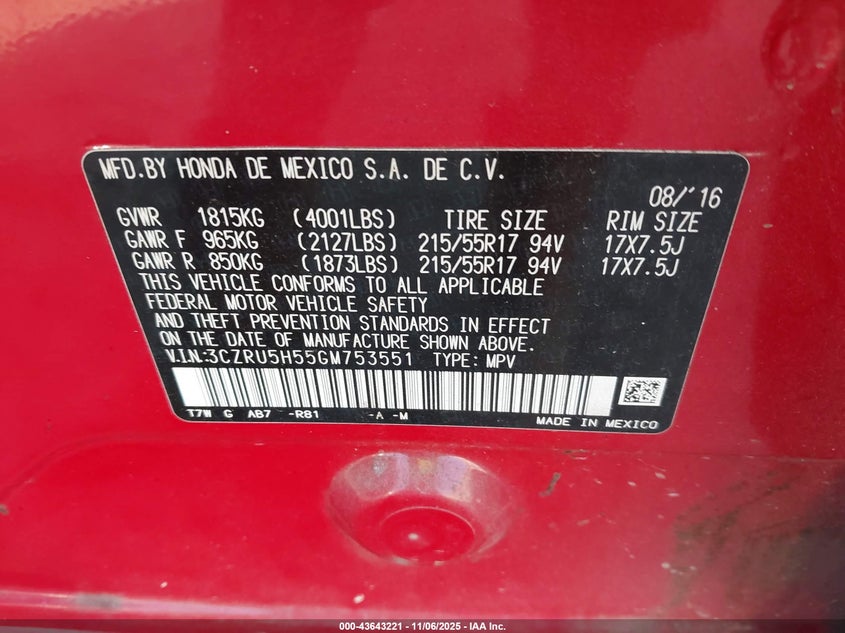 MFD.BY HONDA DE MEXICO S.A. DE C.V.
08/'16
GVWR 1815KG (4001LBS) TIRE SIZE RIM SIZE
GAWR F 965KG (2127LBS) 215/55R17 94V 17X7.5J
GAWR R 850KG (1873LBS) 215/55R17 94V 17X7.5J
THIS VEHICLE CONFORMS TO ALL APPLICABLE
FEDERAL MOTOR VEHICLE SAFETY
AND THEFT PREVENTION STANDARDS IN EFFECT
ON THE DATE OF MANUFACTURE SHOWN ABOVE.
V.I.N:3CZRU5H55GM753551 TYPE: MPV
T7W G AB7 -R81 -A -M
MADE IN MEXICO
000-43643221 - 11/06/2025 - IAA Inc.